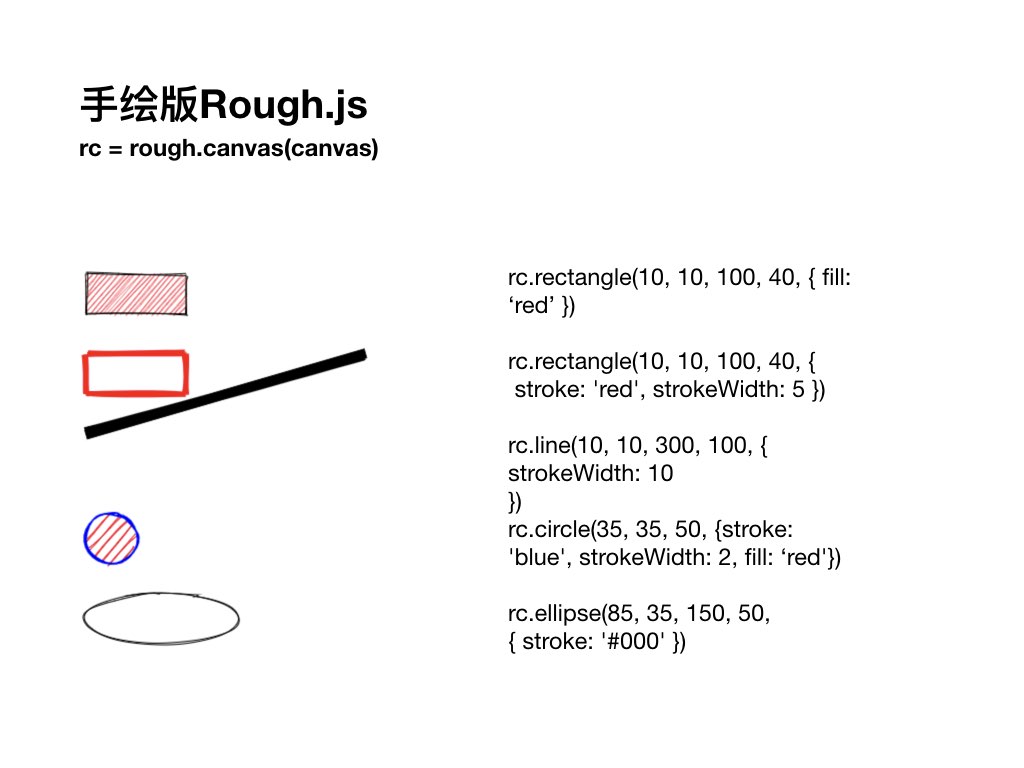 手绘版Rough.js
rc = rough.canvas(canvas)
rc.rectangle(10, 10, 100, 40, { fill:
‘red’ })
rc.rectangle(10, 10, 100, 40, {
stroke: 'red', strokeWidth: 5 })
rc.line(10, 10, 300, 100, {
strokeWidth: 10
})
rc.circle(35, 35, 50, {stroke:
'blue', strokeWidth: 2, fill: ‘red'})
rc.ellipse(85, 35, 150, 50,
{ stroke: '#000' })